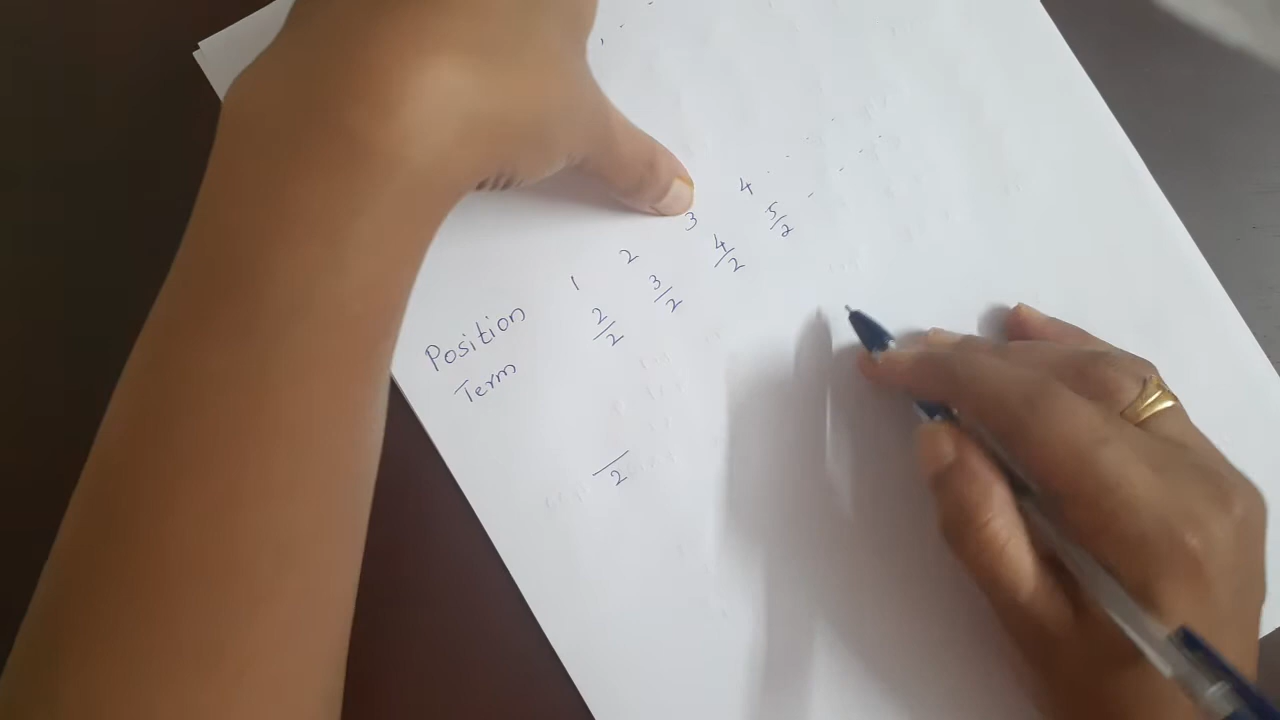 Position 1 2 3 4 . . . .
Term 2/2 3/2 4/2 5/2 - - - -
/2